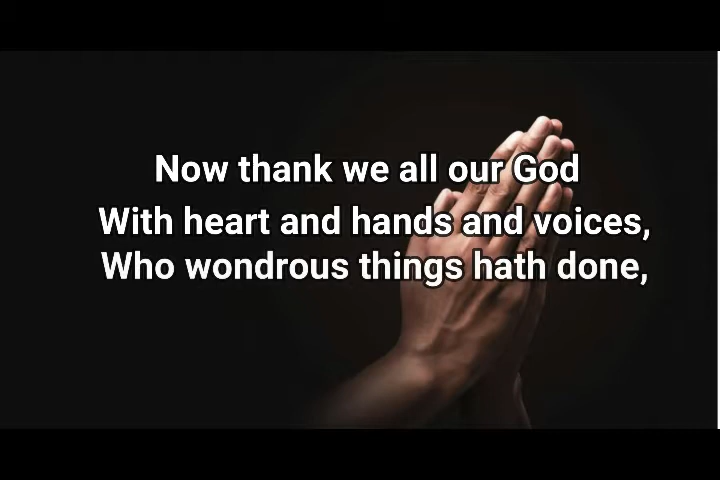 Now thank we all our God
With heart and hands and voices,
Who wondrous things hath done,